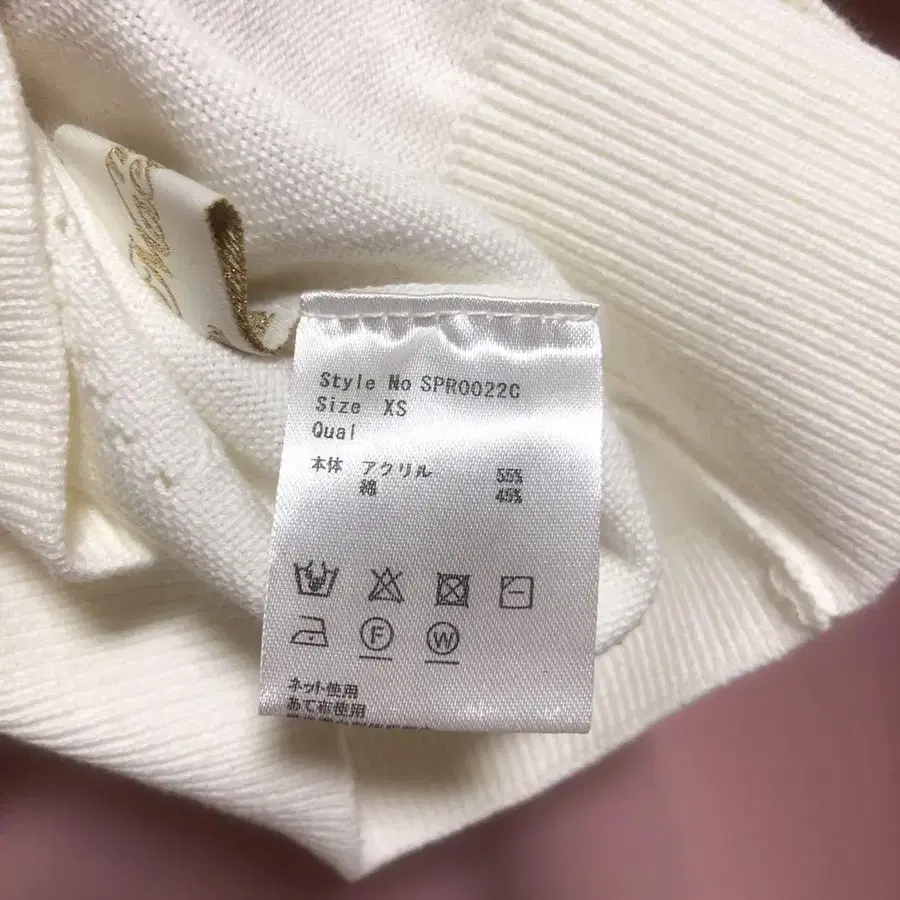 Style No SPR0022C
Size XS
Qual
本体 アクリル 55%
綿 45%
F W
ネット使用
あて布使用